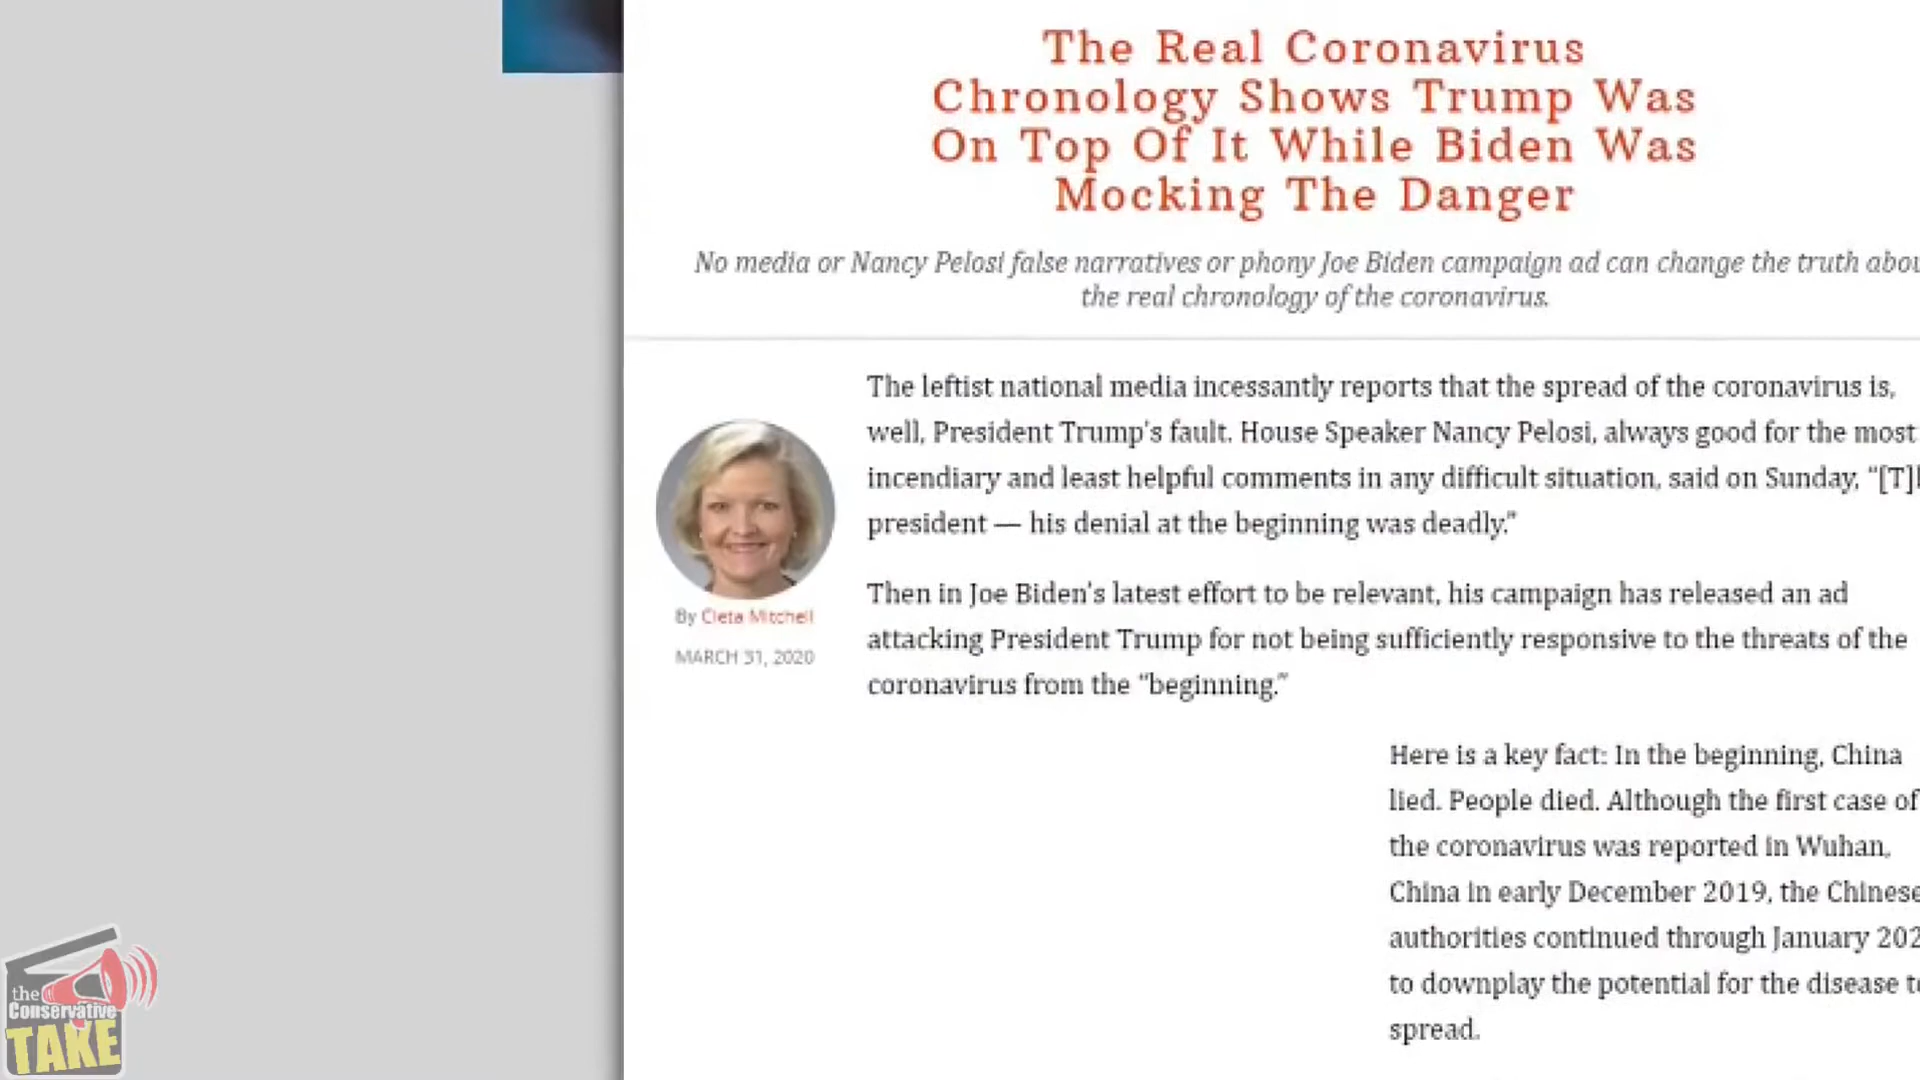 The Real Coronavirus
Chronology Shows Trump Was
On Top Of It While Biden Was
Mocking The Danger
No media or Nancy Pelosi false narratives or phony Joe Biden campaign ad can change the truth abou
the real chronology of the coronavirus.
The leftist national media incessantly reports that the spread of the coronavirus is,
well, President Trump's fault. House Speaker Nancy Pelosi, always good for the most
incendiary and least helpful comments in any difficult situation, said on Sunday, "[T]h
president — his denial at the beginning was deadly."
By Cleta Mitchell
MARCH 31, 2020
Then in Joe Biden's latest effort to be relevant, his campaign has released an ad
attacking President Trump for not being sufficiently responsive to the threats of the
coronavirus from the "beginning."
Here is a key fact: In the beginning, China
lied. People died. Although the first case of
the coronavirus was reported in Wuhan,
China in early December 2019, the Chinese
authorities continued through January 202
to downplay the potential for the disease to
spread.
the
Conservative
TAKE